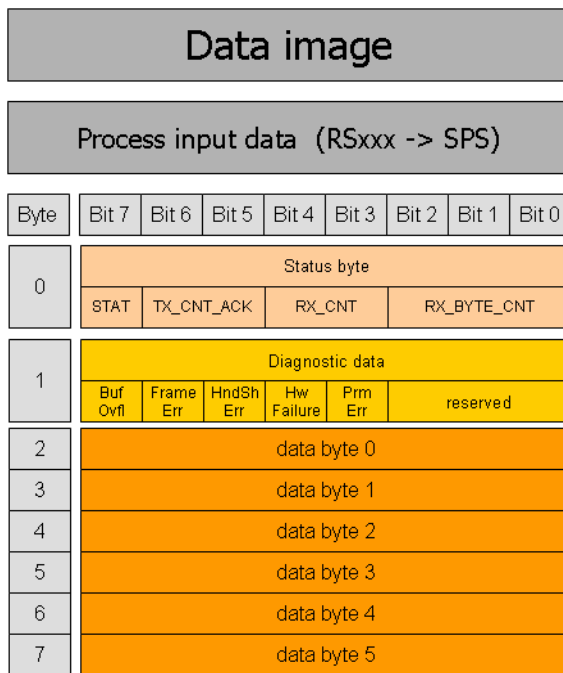 Data image
Process input data (RSxxx -> SPS)
Byte Bit 7 Bit 6 Bit 5 Bit 4 Bit 3 Bit 2 Bit 1 Bit 0
0 Status byte
STAT TX_CNT_ACK RX_CNT RX_BYTE_CNT
1 Diagnostic data
Buf Ovfl Frame Err HndSh Err Hw Failure Prm Err reserved
2 data byte 0
3 data byte 1
4 data byte 2
5 data byte 3
6 data byte 4
7 data byte 5